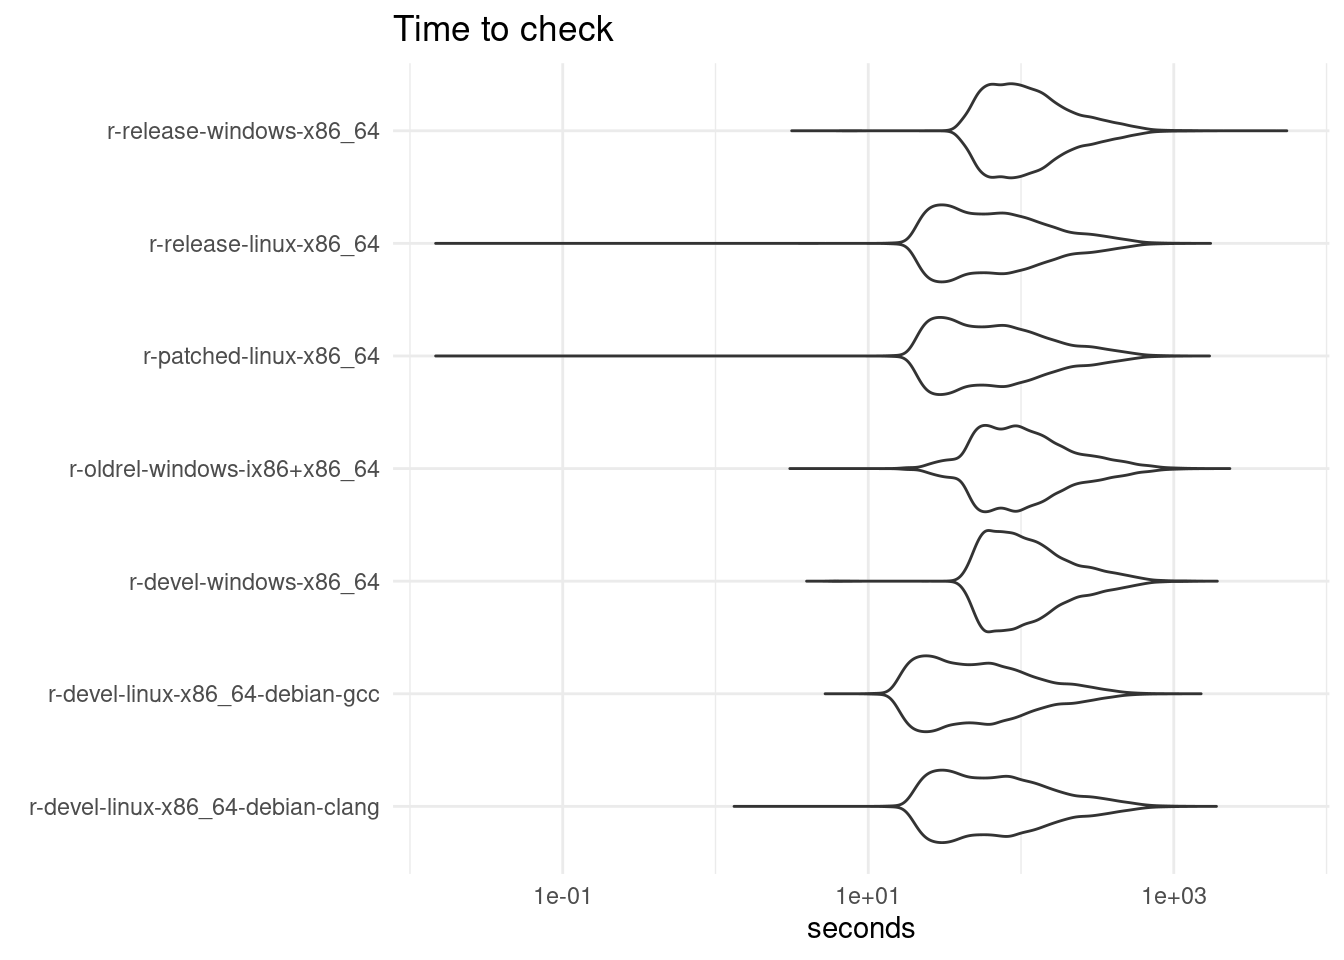 Time to check
r-release-windows-x86_64
r-release-linux-x86_64
r-patched-linux-x86_64
r-oldrel-windows-ix86+x86_64
r-devel-windows-x86_64
r-devel-linux-x86_64-debian-gcc
r-devel-linux-x86_64-debian-clang
1e-01 1e+01 1e+03
seconds